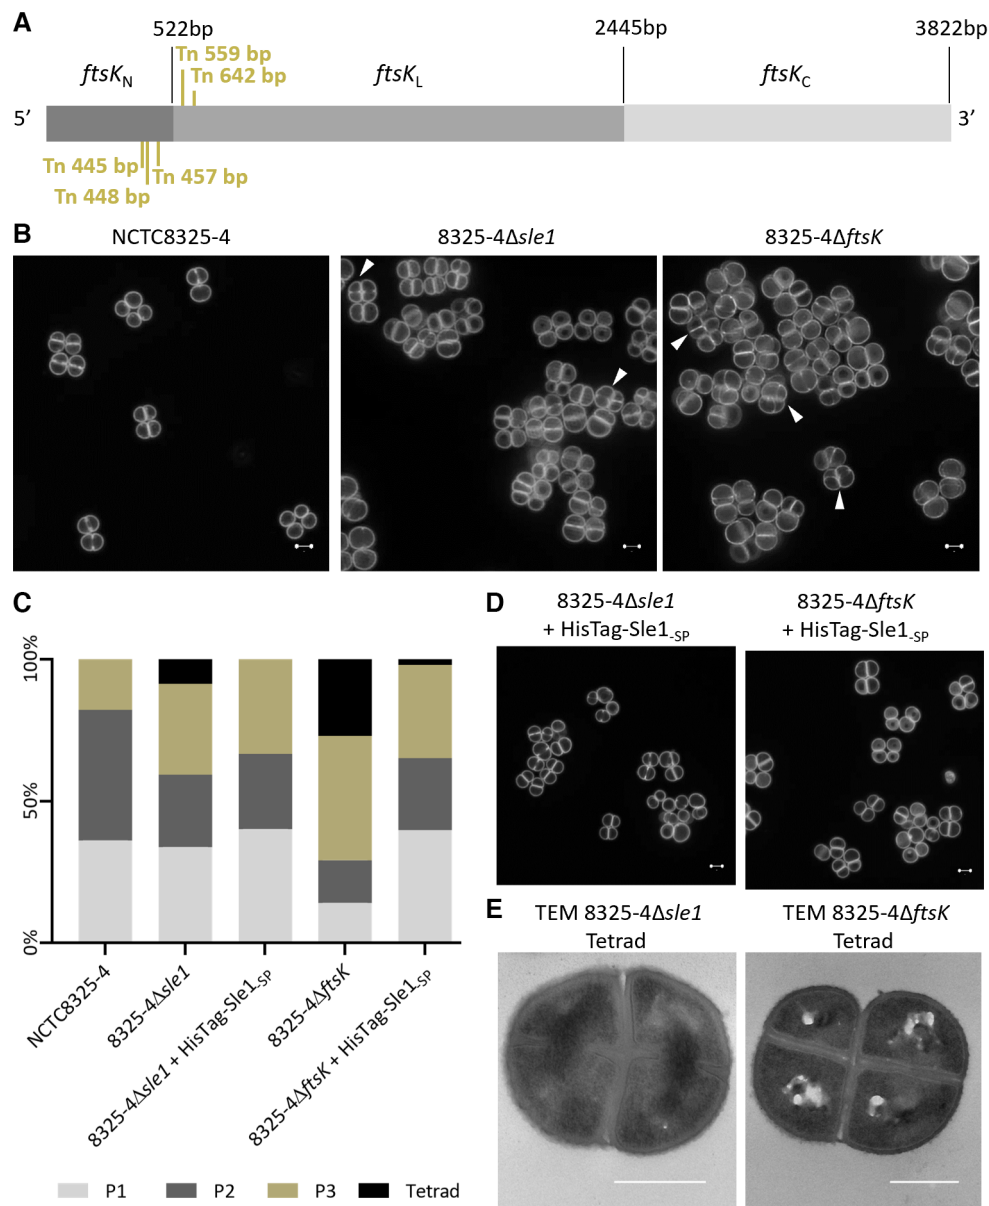 A
522bp
2445bp
3822bp
Tn 559 bp
ftsKN
Tn 642 bp
ftsKL
ftsKC
5’
3’
Tn 445 bp
Tn 457 bp
Tn 448 bp
B
NCTC8325-4
8325-4Δsle1
8325-4ΔftsK
C
100%
50%
0%
NCTC8325-4
8325-4Δsle1
8325-4Δsle1 + HisTag-Sle1-SP
8325-4ΔftsK
8325-4ΔftsK + HisTag-Sle1-SP
P1
P2
P3
Tetrad
D
8325-4Δsle1
+ HisTag-Sle1-SP
8325-4ΔftsK
+ HisTag-Sle1-SP
E
TEM 8325-4Δsle1
Tetrad
TEM 8325-4ΔftsK
Tetrad